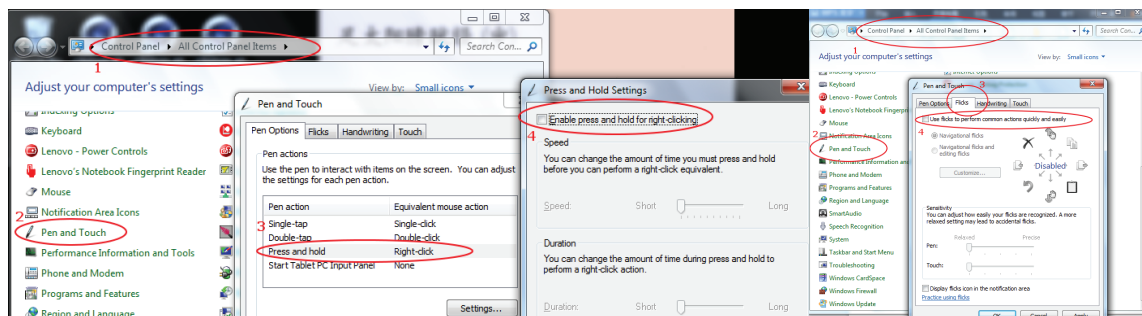 Control Panel ▸ All Control Panel Items ▸
Search Con...
1
Adjust your computer's settings
View by: Small icons
Indexing Options
Keyboard
Lenovo - Power Controls
Lenovo's Notebook Fingerprint Reader
Mouse
Notification Area Icons
2
Pen and Touch
Performance Information and Tools
Phone and Modem
Programs and Features
Region and Language
Pen and Touch
Pen Options Flicks Handwriting Touch
Pen actions
Use the pen to interact with items on the screen. You can adjust
the settings for each pen action.
Pen action Equivalent mouse action
3
Single-tap Single-click
Double-tap Double-click
Press and hold Right-click
Start Tablet PC Input Panel None
Settings...
Press and Hold Settings
Enable press and hold for right-clicking
4
Speed
You can change the amount of time you must press and hold
before you can perform a right-click equivalent.
Speed: Short Long
Duration
You can change the amount of time during press and hold to
perform a right-click action.
Duration: Short Long
Control Panel ▸ All Control Panel Items ▸
Search Con...
1
Adjust your computer's settings
View by: Small icons
Indexing Options
Internet Options
Keyboard
Lenovo - Power Controls
Lenovo's Notebook Fingerprin
Mouse
2
Notification Area Icons
Pen and Touch
Performance Information and
Phone and Modem
Programs and Features
Region and Language
SmartAudio
Speech Recognition
System
Taskbar and Start Menu
Troubleshooting
Windows CardSpace
Windows Firewall
Windows Update
Pen and Touch
3
Pen Options Flicks Handwriting Touch
Use flicks to perform common actions quickly and easily
4
Navigational flicks
Navigational flicks and
editing flicks
Customize...
Disabled
Sensitivity
You can adjust how easily your flicks are recognized. A more
relaxed setting may lead to accidental flicks.
Relaxed Precise
Pen:
Touch:
Display flicks icon in the notification area
Practice using flicks
OK Cancel Apply